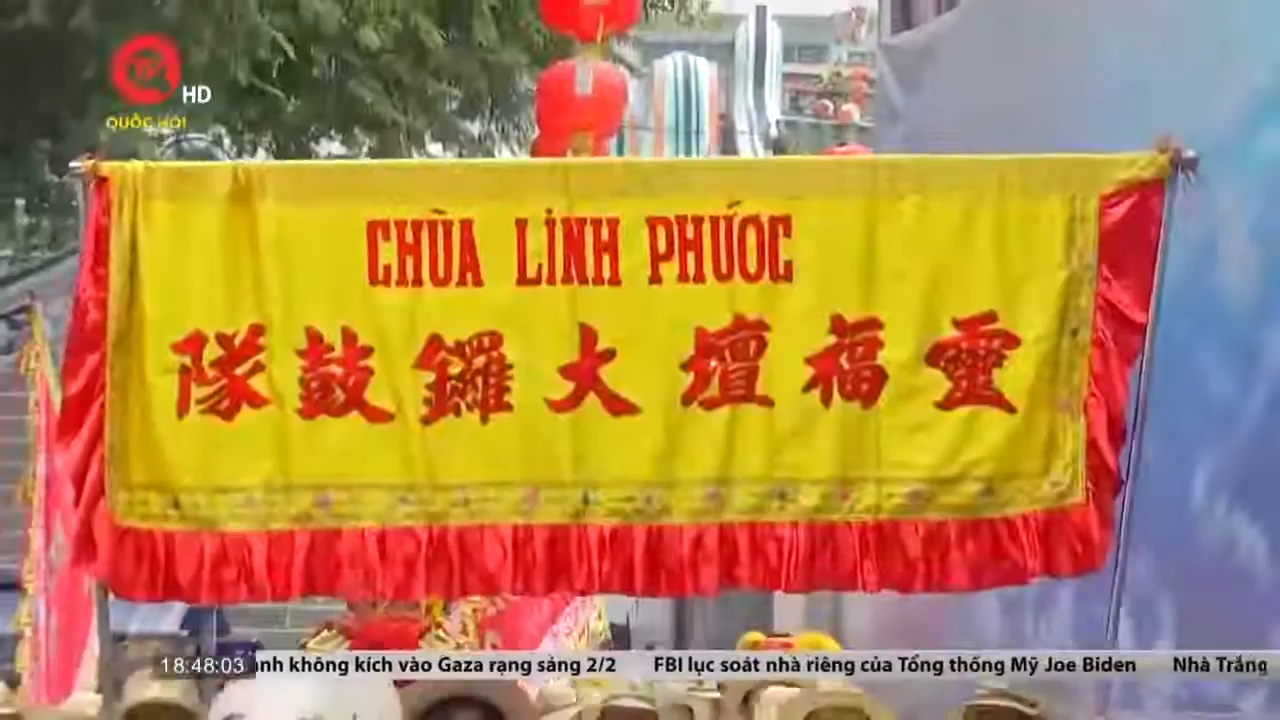 HD
QUỐC HỘI
CHÙA LINH PHƯỚC
靈福壇大鑼鼓隊
18:48:03
kích vào Gaza rạng sáng 2/2 FBI lục soát nhà riêng của Tổng thống Mỹ Joe Biden Nhà Trắng